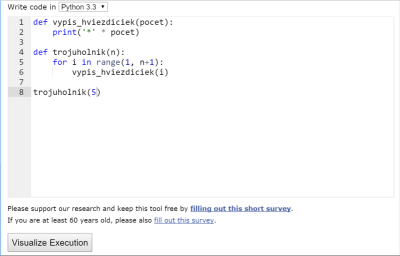 Write code in Python 3.3
1 def vypis_hviezdiciek(pocet):
2     print('*' * pocet)
3
4 def trojuholnik(n):
5     for i in range(1, n+1):
6         vypis_hviezdiciek(i)
7
8 trojuholnik(5)
Please support our research and keep this tool free by filling out this short survey.
If you are at least 60 years old, please also fill out this survey.
Visualize Execution